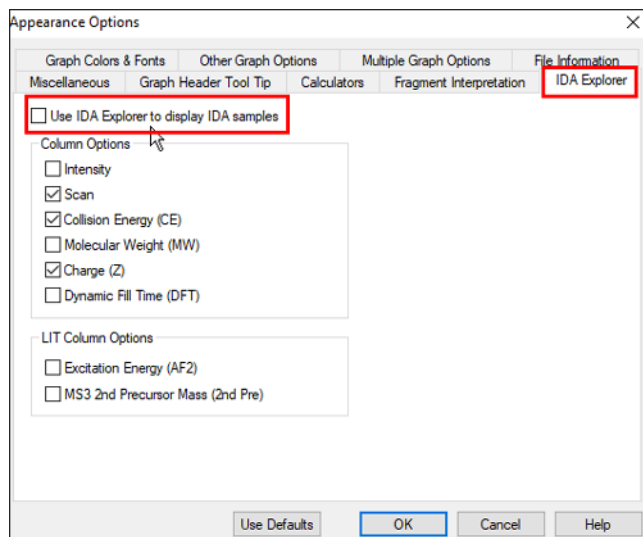 Appearance Options
Graph Colors & Fonts Other Graph Options Multiple Graph Options File Information
Miscellaneous Graph Header Tool Tip Calculators Fragment Interpretation IDA Explorer
Use IDA Explorer to display IDA samples
Column Options
Intensity
Scan
Collision Energy (CE)
Molecular Weight (MW)
Charge (Z)
Dynamic Fill Time (DFT)
LIT Column Options
Excitation Energy (AF2)
MS3 2nd Precursor Mass (2nd Pre)
Use Defaults OK Cancel Help